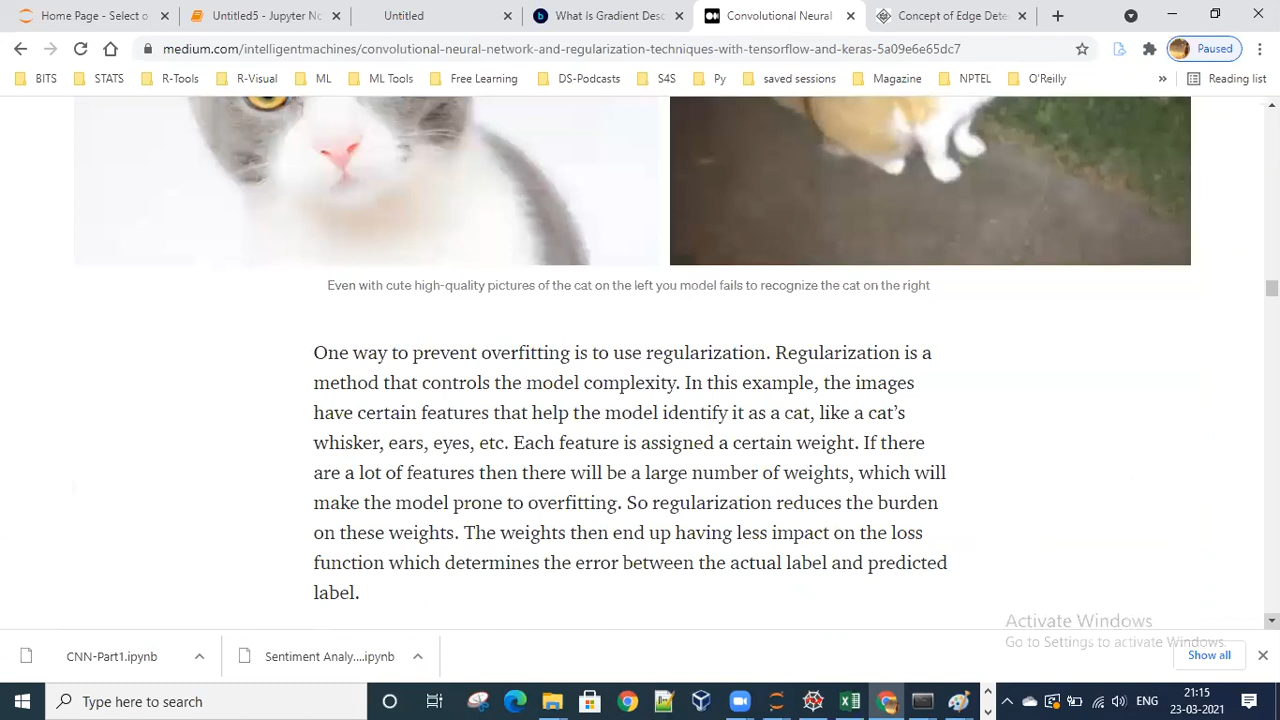 Home Page - Select o
Untitled5 - Jupyter No
Untitled
What Is Gradient Desc
Convolutional Neural
Concept of Edge Dete
medium.com/intelligentmachines/convolutional-neural-network-and-regularization-techniques-with-tensorflow-and-keras-5a09e6e65dc7
Paused
BITS STATS R-Tools R-Visual ML ML Tools Free Learning DS-Podcasts S4S Py saved sessions Magazine NPTEL O'Reilly » Reading list
Even with cute high-quality pictures of the cat on the left you model fails to recognize the cat on the right
One way to prevent overfitting is to use regularization. Regularization is a
method that controls the model complexity. In this example, the images
have certain features that help the model identify it as a cat, like a cat's
whisker, ears, eyes, etc. Each feature is assigned a certain weight. If there
are a lot of features then there will be a large number of weights, which will
make the model prone to overfitting. So regularization reduces the burden
on these weights. The weights then end up having less impact on the loss
function which determines the error between the actual label and predicted
label.
Activate Windows
Go to Settings to activate Windows.
CNN-Part1.ipynb
Sentiment Analy....ipynb
Show all
Type here to search
ENG
21:15
23-03-2021